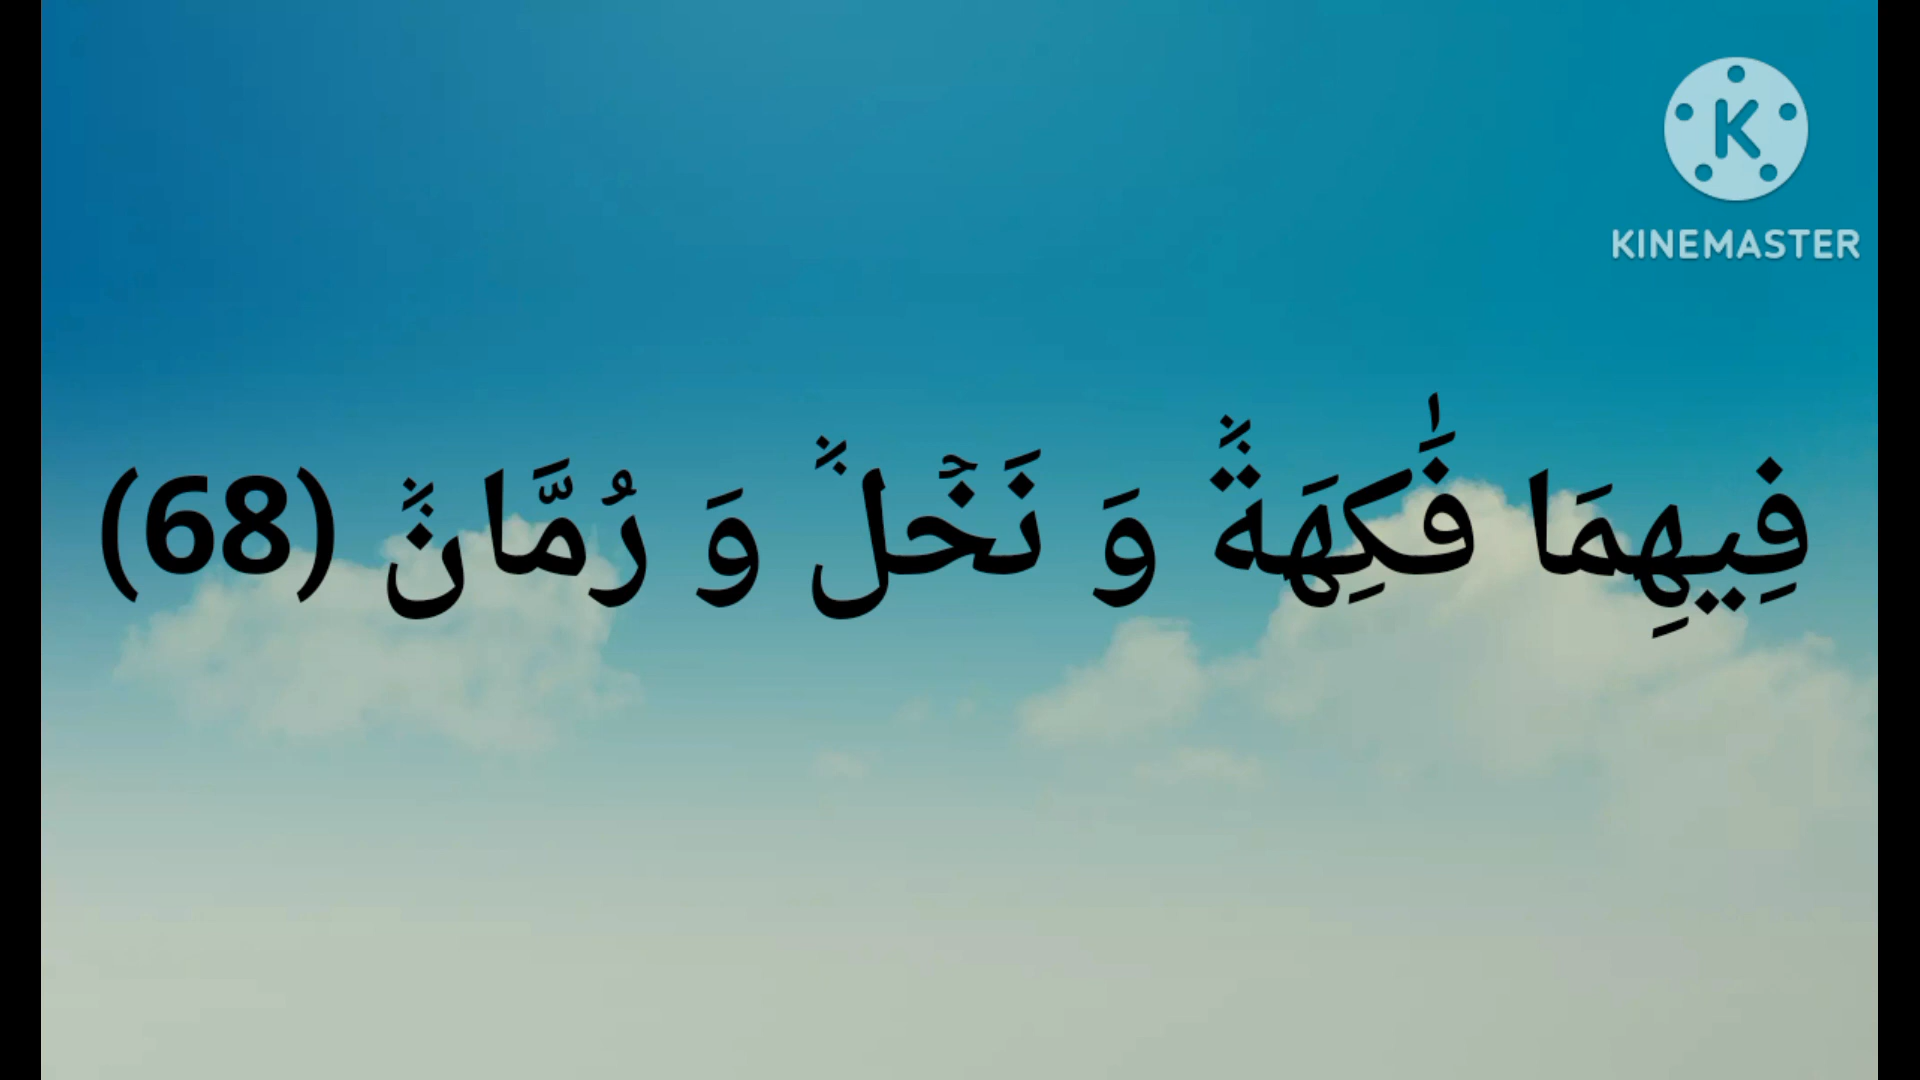 K
KINEMASTER
فِيهِمَا فَٰكِهَةٞ وَ نَخۡلٞ وَ رُمَّانٞ (68)